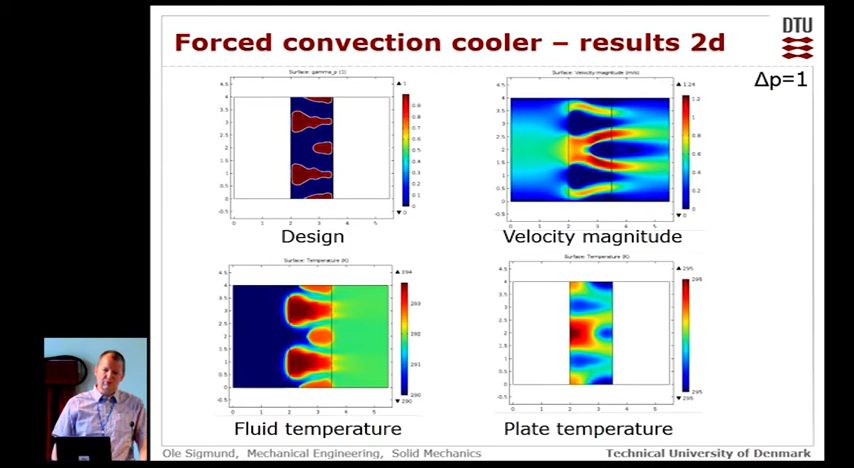 DTU
Forced convection cooler – results 2d
Δp=1
Surface: gamma_p (1)
Surface: Velocity magnitude (m/s)
Design
Velocity magnitude
Surface: Temperature (K)
Surface: Temperature (K)
Fluid temperature
Plate temperature
Ole Sigmund, Mechanical Engineering, Solid Mechanics
Technical University of Denmark